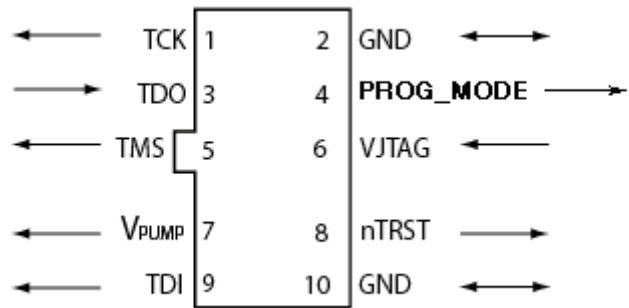 TCK 1 2 GND
TDO 3 4 PROG_MODE
TMS 5 6 VJTAG
VPUMP 7 8 nTRST
TDI 9 10 GND